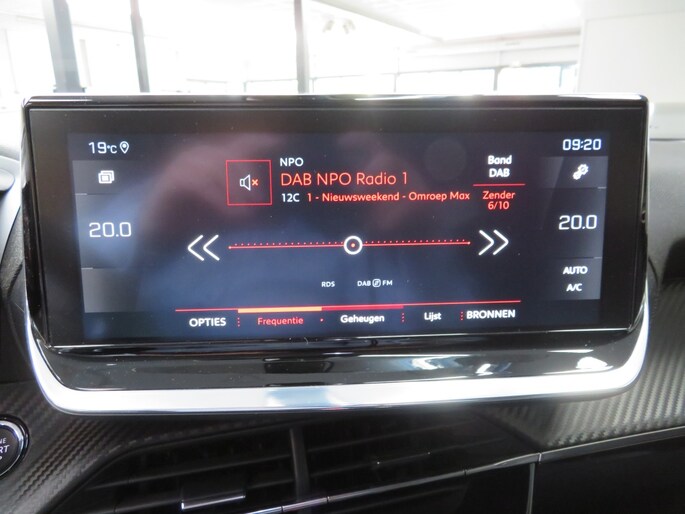 19°C
09:20
NPO
DAB NPO Radio 1
12C 1 - Nieuwsweekend - Omroep Max
Band
DAB
Zender
6/10
20.0
20.0
RDS DAB FM
AUTO
A/C
OPTIES Frequentie Geheugen Lijst BRONNEN